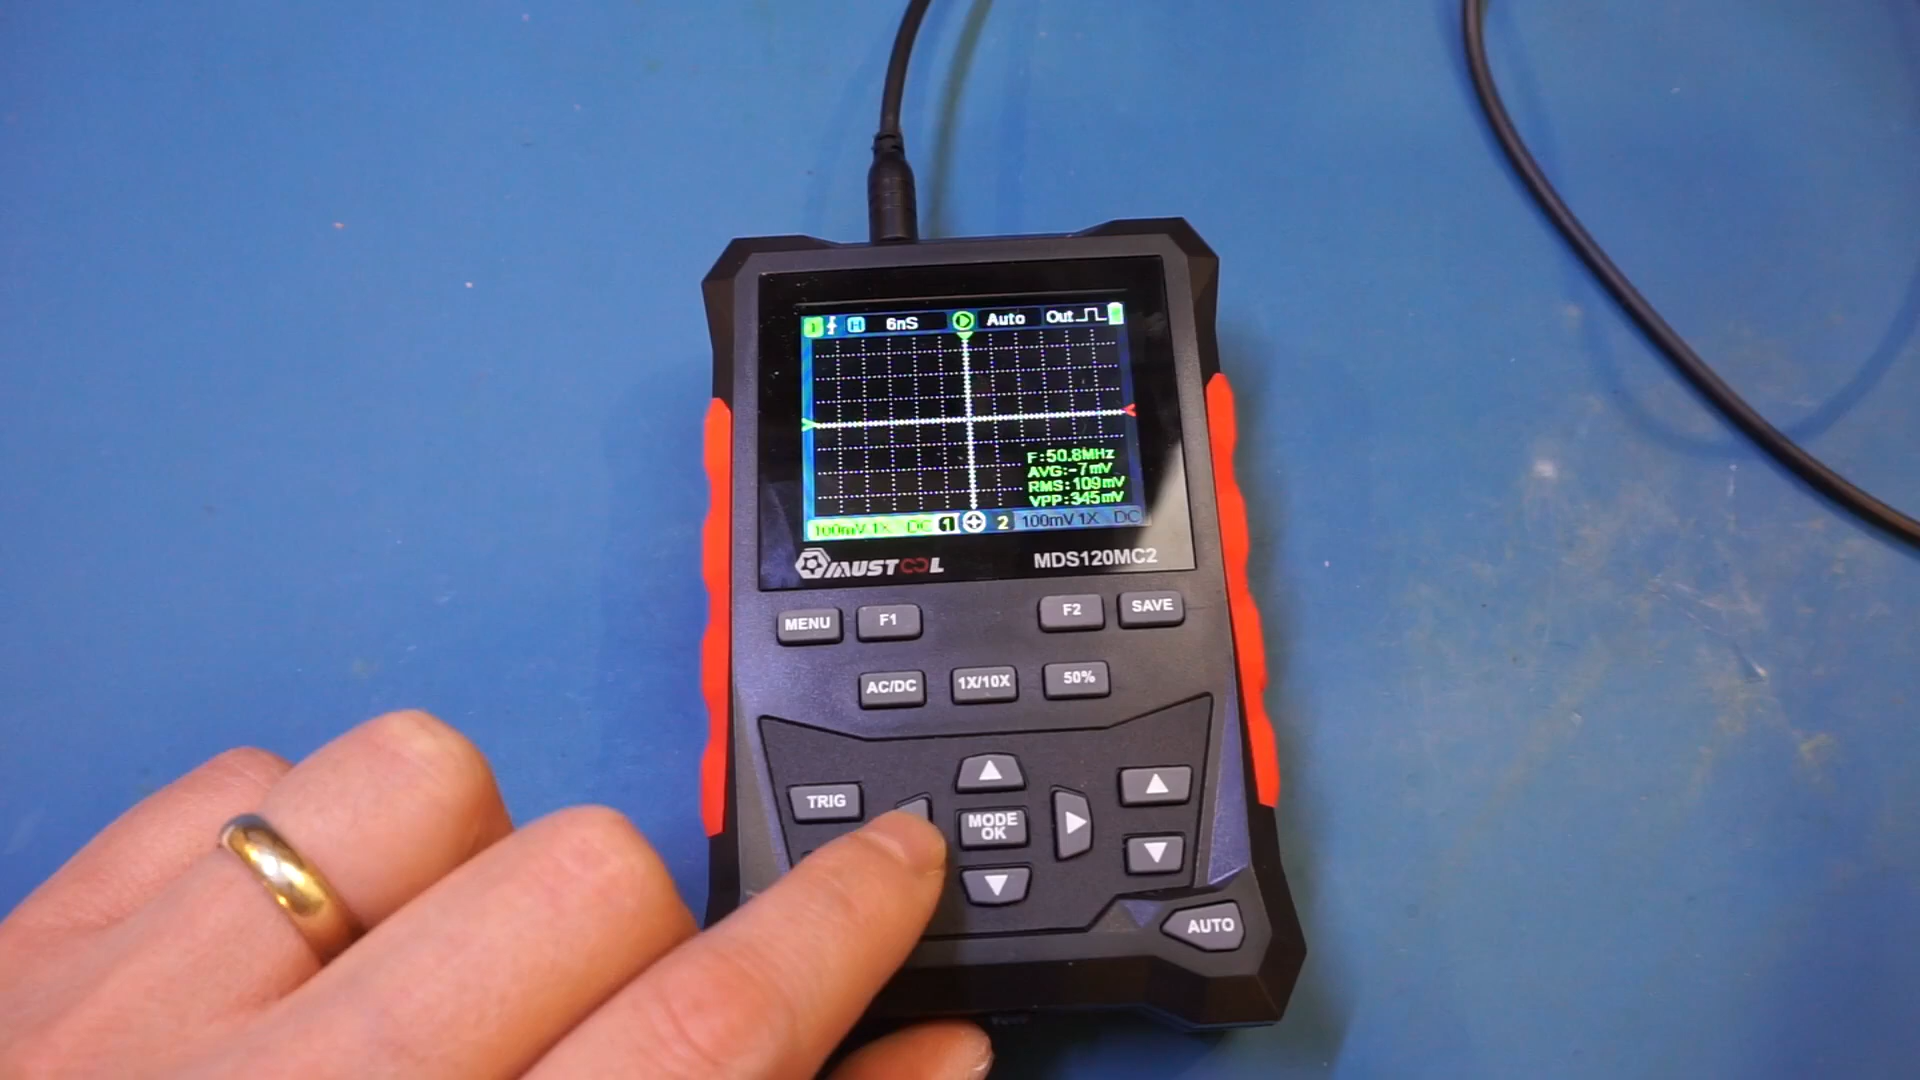 1 H 6nS Auto Out
F:50.8MHz
AVG:-7mV
RMS:109mV
VPP:345mV
100mV 1X DC 1 2 100mV 1X DC
MUSTOOL MDS120MC2
MENU F1 F2 SAVE
AC/DC 1X/10X 50%
TRIG MODE
OK
AUTO